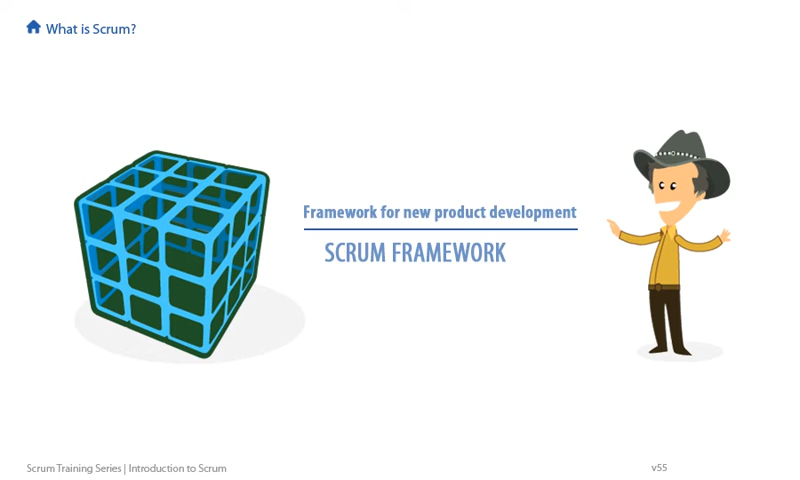 What is Scrum?
Framework for new product development
SCRUM FRAMEWORK
Scrum Training Series | Introduction to Scrum
v55